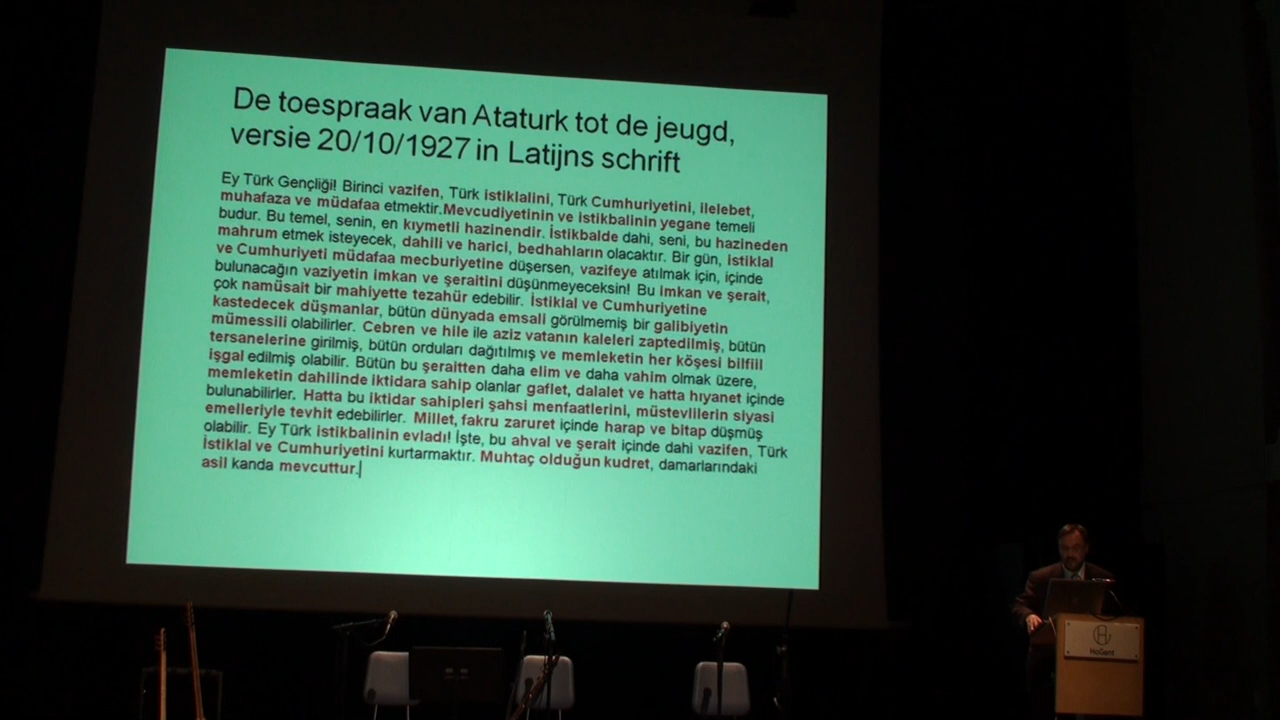 De toespraak van Ataturk tot de jeugd,
versie 20/10/1927 in Latijns schrift
Ey Türk Gençliği! Birinci vazifen, Türk istiklalini, Türk Cumhuriyetini, ilelebet,
muhafaza ve müdafaa etmektir.Mevcudiyetinin ve istikbalinin yegane temeli
budur. Bu temel, senin, en kıymetli hazinendir. İstikbalde dahi, seni, bu hazineden
mahrum etmek isteyecek, dahili ve harici, bedhahların olacaktır. Bir gün, istiklal
ve Cumhuriyeti müdafaa mecburiyetine düşersen, vazifeye atılmak için, içinde
bulunacağın vaziyetin imkan ve şeraitini düşünmeyeceksin! Bu imkan ve şerait,
çok namüsait bir mahiyette tezahür edebilir. İstiklal ve Cumhuriyetine
kastedecek düşmanlar, bütün dünyada emsali görülmemiş bir galibiyetin
mümessili olabilirler. Cebren ve hile ile aziz vatanın kaleleri zaptedilmiş, bütün
tersanelerine girilmiş, bütün orduları dağıtılmış ve memleketin her köşesi bilfiil
işgal edilmiş olabilir. Bütün bu şeraitten daha elim ve daha vahim olmak üzere,
memleketin dahilinde iktidara sahip olanlar gaflet, dalalet ve hatta hıyanet içinde
bulunabilirler. Hatta bu iktidar sahipleri şahsi menfaatlerini, müstevlilerin siyasi
emelleriyle tevhit edebilirler. Millet, fakru zaruret içinde harap ve bitap düşmüş
olabilir. Ey Türk istikbalinin evladı! İşte, bu ahval ve şerait içinde dahi vazifen, Türk
İstiklal ve Cumhuriyetini kurtarmaktır. Muhtaç olduğun kudret, damarlarındaki
asil kanda mevcuttur.
HoGent